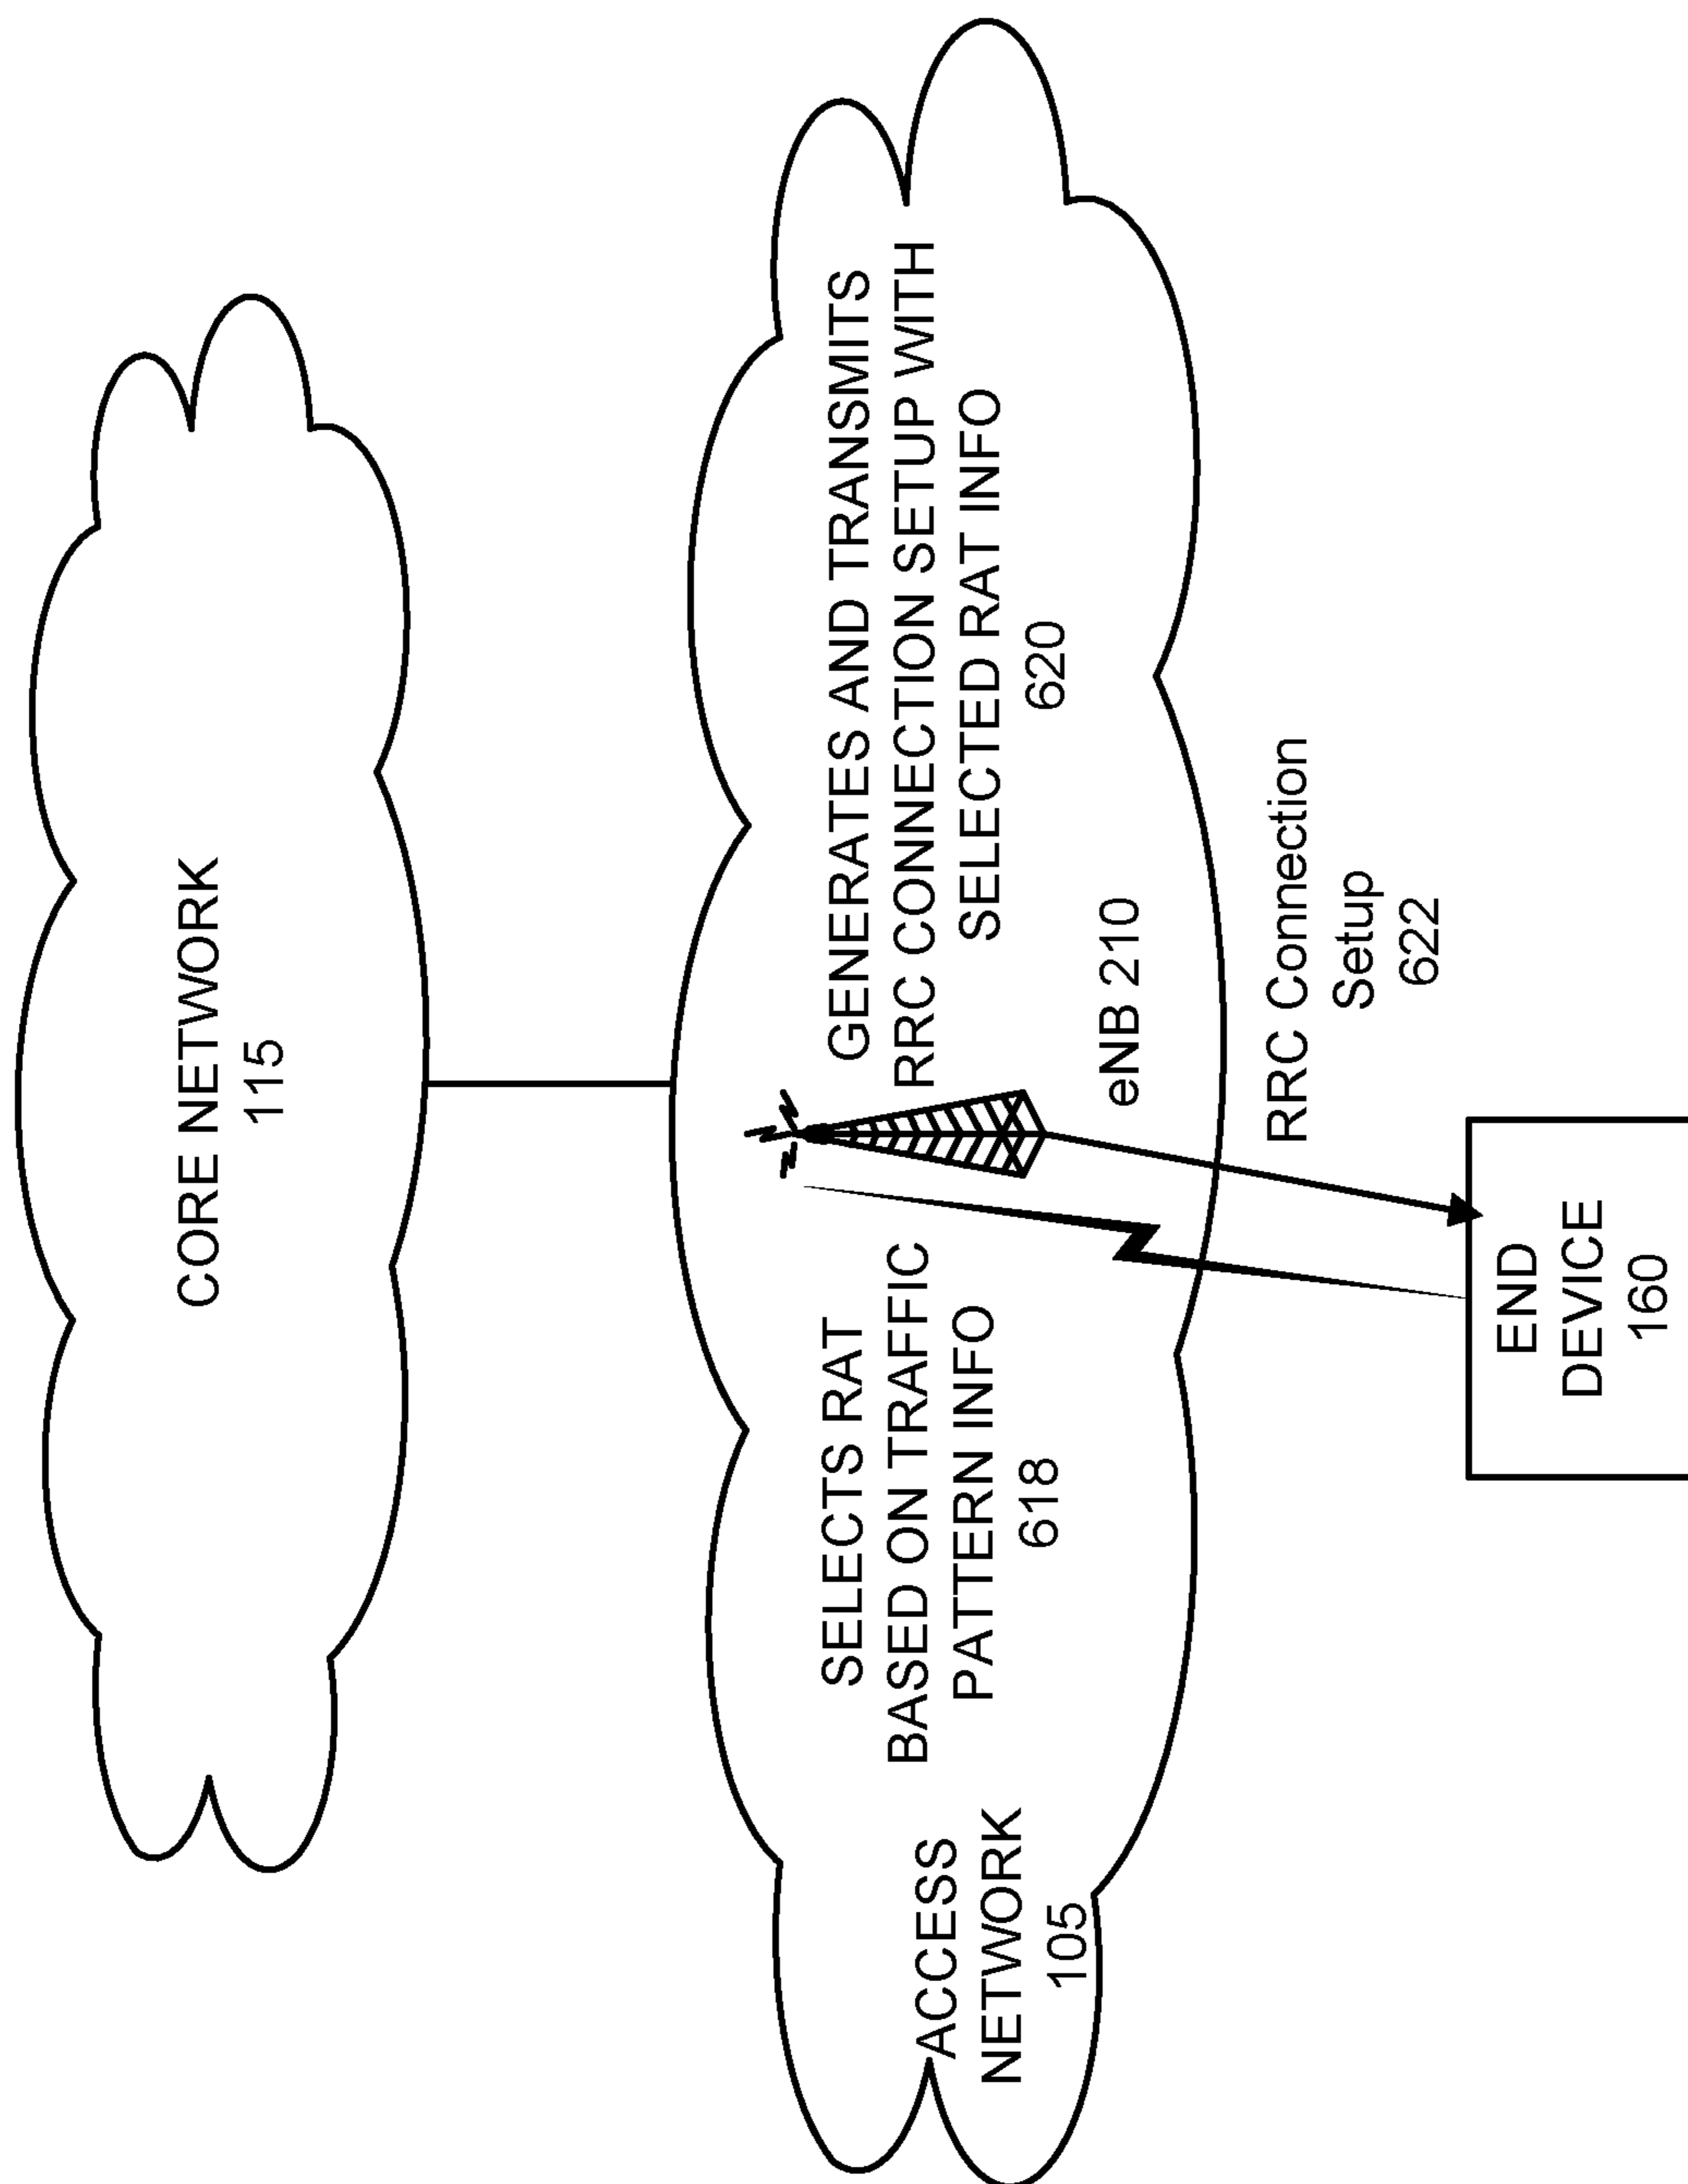 CORE NETWORK
115
ACCESS
NETWORK
105
SELECTS RAT
BASED ON TRAFFIC
PATTERN INFO
618
GENERATES AND TRANSMITS
RRC CONNECTION SETUP WITH
SELECTED RAT INFO
620
eNB 210
RRC Connection
Setup
622
END
DEVICE
160